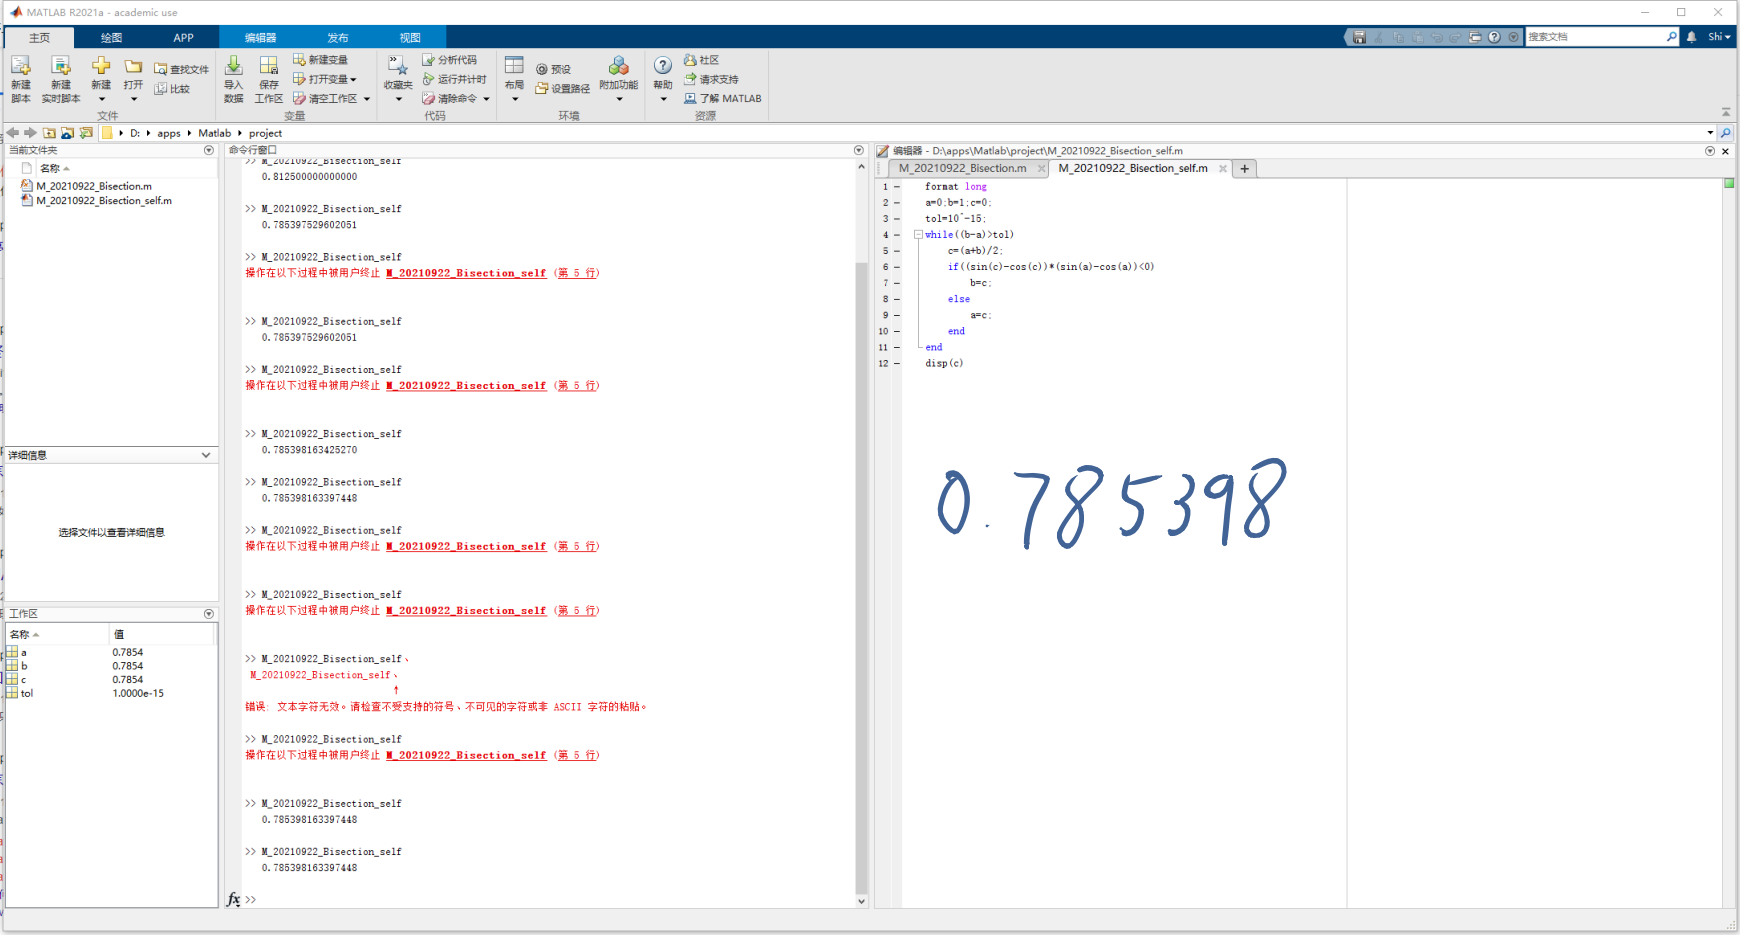 MATLAB R2021a - academic use
主页 绘图 APP 编辑器 发布 视图
搜索文档 Shi
新建 脚本
新建 实时脚本
新建
打开
查找文件
比较
文件
导入 数据
保存 工作区
新建变量
打开变量
清空工作区
变量
收藏夹
分析代码
运行并计时
清除命令
代码
布局
预设
设置路径
附加功能
环境
帮助
社区
请求支持
了解 MATLAB
资源
D: apps Matlab project
当前文件夹
名称
M_20210922_Bisection.m
M_20210922_Bisection_self.m
详细信息
选择文件以查看详细信息
工作区
名称 值
a 0.7854
b 0.7854
c 0.7854
tol 1.0000e-15
命令行窗口
>> M_20210922_Bisection_self
0.812500000000000
>> M_20210922_Bisection_self
0.785397529602051
>> M_20210922_Bisection_self
操作在以下过程中被用户终止 M_20210922_Bisection_self (第 5 行)
>> M_20210922_Bisection_self
0.785397529602051
>> M_20210922_Bisection_self
操作在以下过程中被用户终止 M_20210922_Bisection_self (第 5 行)
>> M_20210922_Bisection_self
0.785398163425270
>> M_20210922_Bisection_self
0.785398163397448
>> M_20210922_Bisection_self
操作在以下过程中被用户终止 M_20210922_Bisection_self (第 5 行)
>> M_20210922_Bisection_self
操作在以下过程中被用户终止 M_20210922_Bisection_self (第 5 行)
>> M_20210922_Bisection_self、
M_20210922_Bisection_self、
↑
错误: 文本字符无效。请检查不受支持的符号、不可见的字符或非 ASCII 字符的粘贴。
>> M_20210922_Bisection_self
操作在以下过程中被用户终止 M_20210922_Bisection_self (第 5 行)
>> M_20210922_Bisection_self
0.785398163397448
>> M_20210922_Bisection_self
0.785398163397448
fx >>
编辑器 - D:\apps\Matlab\project\M_20210922_Bisection_self.m
M_20210922_Bisection.m M_20210922_Bisection_self.m
1 format long
2 a=0;b=1;c=0;
3 tol=10^-15;
4 while((b-a)>tol)
5 c=(a+b)/2;
6 if((sin(c)-cos(c))*(sin(a)-cos(a))<0)
7 b=c;
8 else
9 a=c;
10 end
11 end
12 disp(c)
0.785398